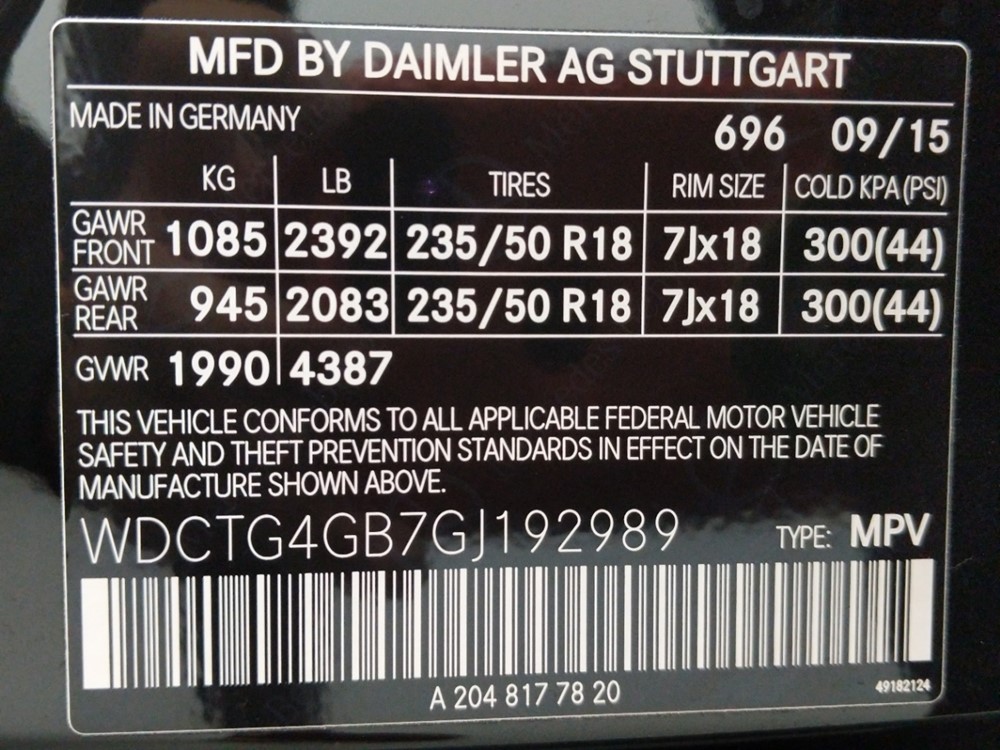 MFD BY DAIMLER AG STUTTGART
MADE IN GERMANY
696 09/15
KG LB TIRES RIM SIZE COLD KPA (PSI)
GAWR FRONT 1085 2392 235/50 R18 7Jx18 300(44)
GAWR REAR 945 2083 235/50 R18 7Jx18 300(44)
GVWR 1990 4387
THIS VEHICLE CONFORMS TO ALL APPLICABLE FEDERAL MOTOR VEHICLE
SAFETY AND THEFT PREVENTION STANDARDS IN EFFECT ON THE DATE OF
MANUFACTURE SHOWN ABOVE.
WDCTG4GB7GJ192989 TYPE: MPV
A 204 817 78 20 49182124